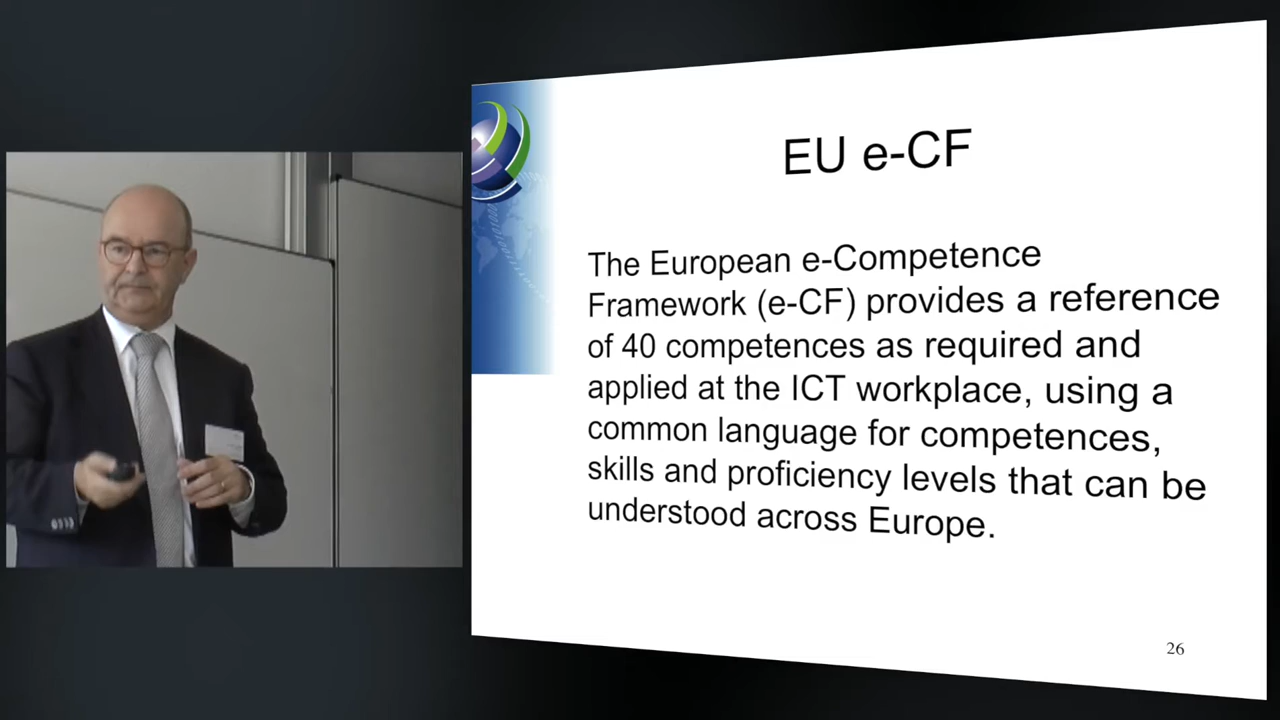 EU e-CF
The European e-Competence
Framework (e-CF) provides a reference
of 40 competences as required and
applied at the ICT workplace, using a
common language for competences,
skills and proficiency levels that can be
understood across Europe.
26